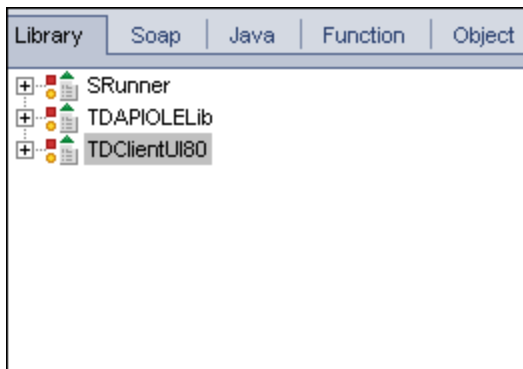 Library Soap Java Function Object
SRunner
TDAPIOLELib
TDClientUI80